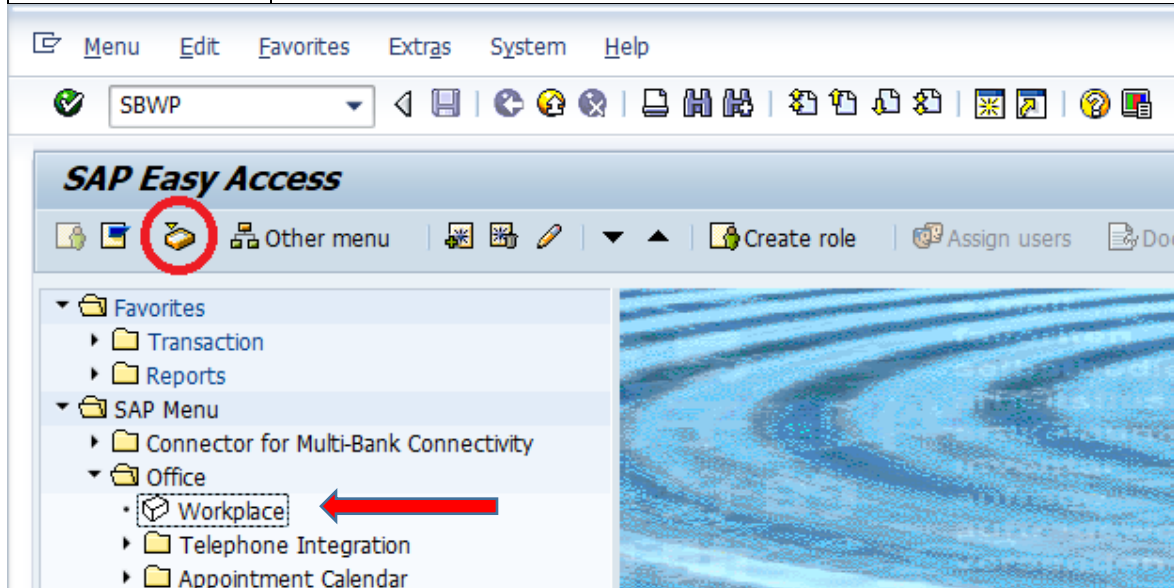 Menu Edit Favorites Extras System Help
SBWP
SAP Easy Access
Other menu Create role Assign users Do
Favorites
Transaction
Reports
SAP Menu
Connector for Multi-Bank Connectivity
Office
Workplace
Telephone Integration
Appointment Calendar